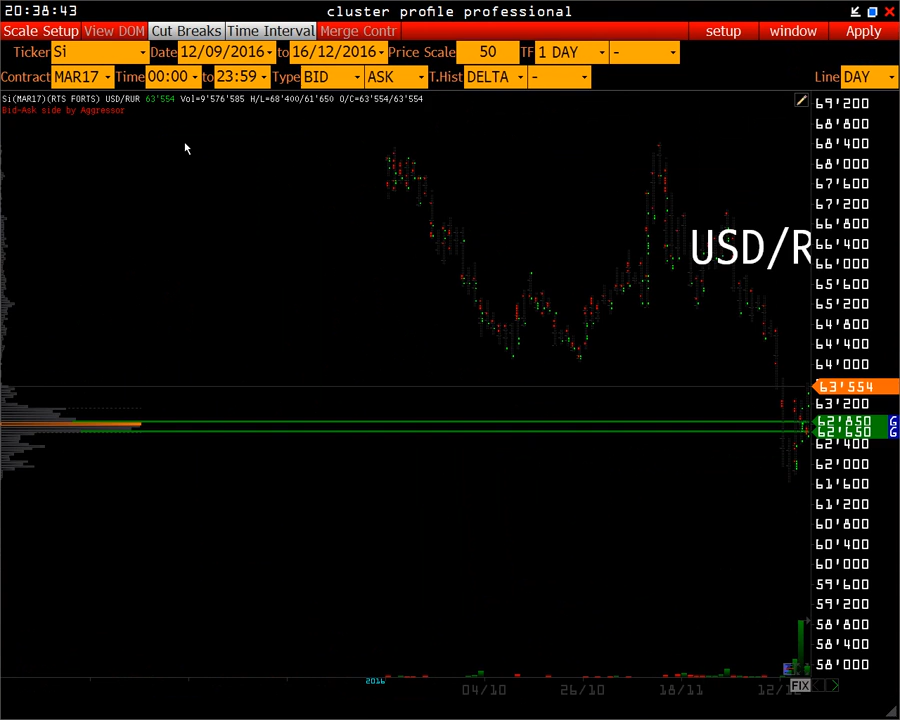 20:38:43 cluster profile professional
Scale Setup View DOM Cut Breaks Time Interval Merge Contr setup window Apply
Ticker Si Date 12/09/2016 to 16/12/2016 Price Scale 50 TF 1 DAY -
Contract MAR17 Time 00:00 to 23:59 Type BID ASK T.Hist DELTA - Line DAY
Si(MAR17)(RTS FORTS) USD/RUR 63'554 Vol=9'576'585 H/L=68'400/61'650 O/C=63'554/63'554
Bid-Ask side by Aggressor
69'200
68'800
68'400
68'000
67'600
67'200
66'800
USD/R
66'400
66'000
65'600
65'200
64'800
64'400
64'000
63'554
63'200
62'850 G
62'650 G
62'400
62'000
61'600
61'200
60'800
60'400
60'000
59'600
59'200
58'800
58'400
58'000
2016 04/10 26/10 18/11 12/12 FIX